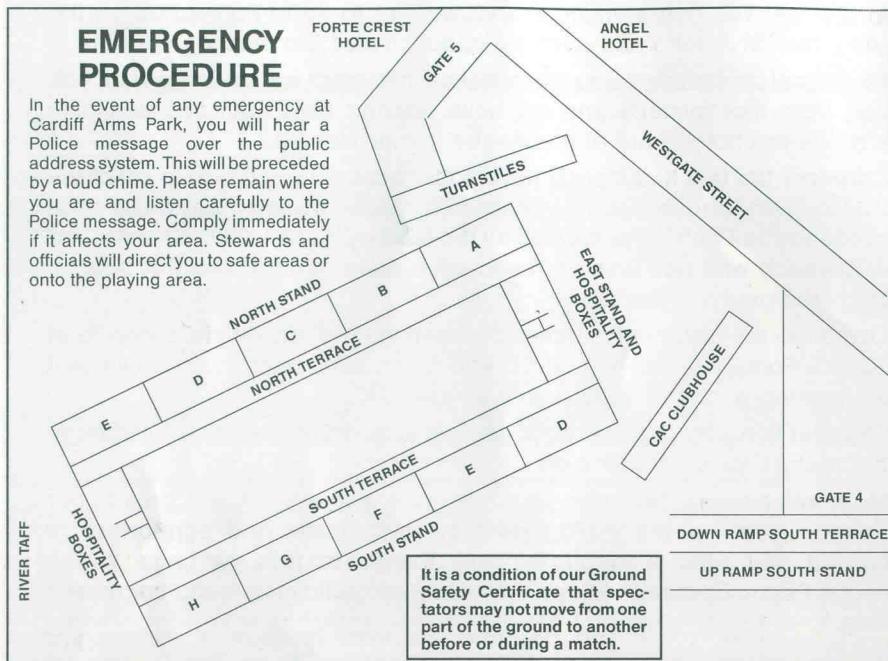 EMERGENCY
PROCEDURE
In the event of any emergency at
Cardiff Arms Park, you will hear a
Police message over the public
address system. This will be preceded
by a loud chime. Please remain where
you are and listen carefully to the
Police message. Comply immediately
if it affects your area. Stewards and
officials will direct you to safe areas or
onto the playing area.
FORTE CREST
HOTEL
ANGEL
HOTEL
GATE 5
WESTGATE STREET
TURNSTILES
NORTH STAND
A
B
C
D
E
NORTH TERRACE
EAST STAND AND
HOSPITALITY
BOXES
CAC CLUBHOUSE
SOUTH TERRACE
D
E
F
G
H
SOUTH STAND
HOSPITALITY
BOXES
RIVER TAFF
GATE 4
DOWN RAMP SOUTH TERRACE
UP RAMP SOUTH STAND
It is a condition of our Ground
Safety Certificate that spec-
tators may not move from one
part of the ground to another
before or during a match.